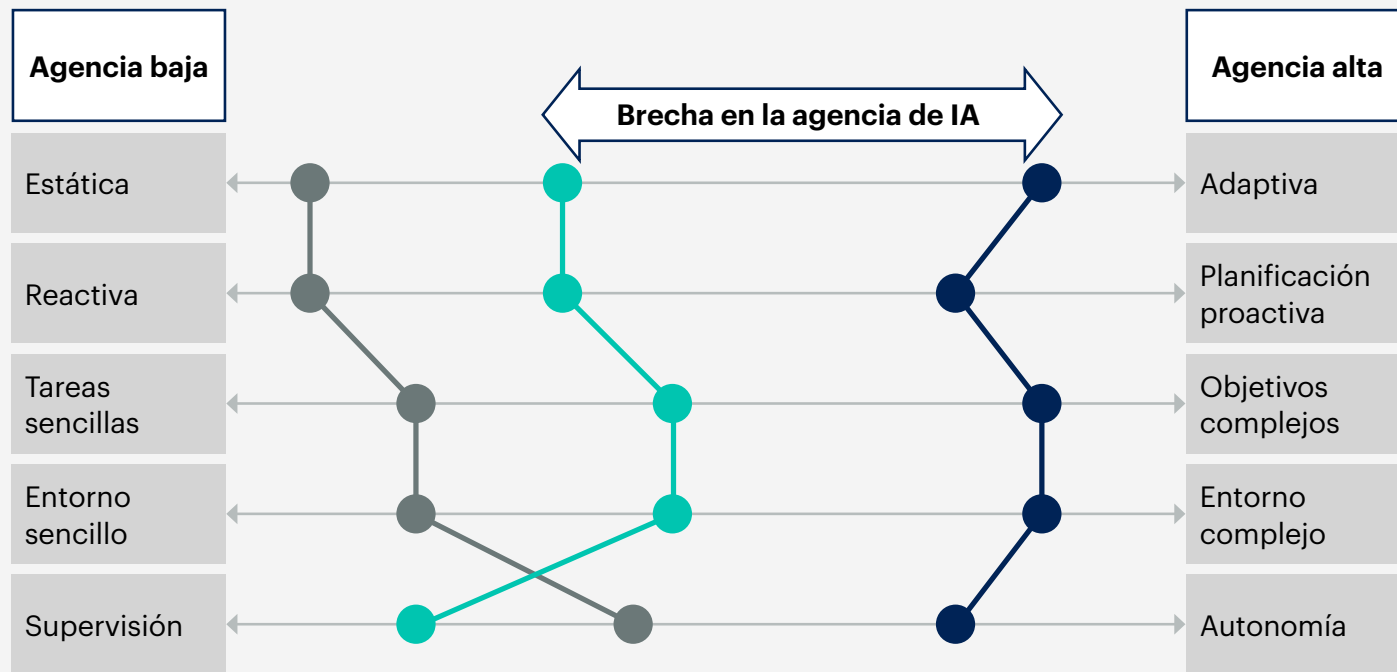 Agencia baja
Agencia alta
Brecha en la agencia de IA
Estática
Adaptiva
Reactiva
Planificación
proactiva
Tareas
sencillas
Objetivos
complejos
Entorno
sencillo
Entorno
complejo
Supervisión
Autonomía